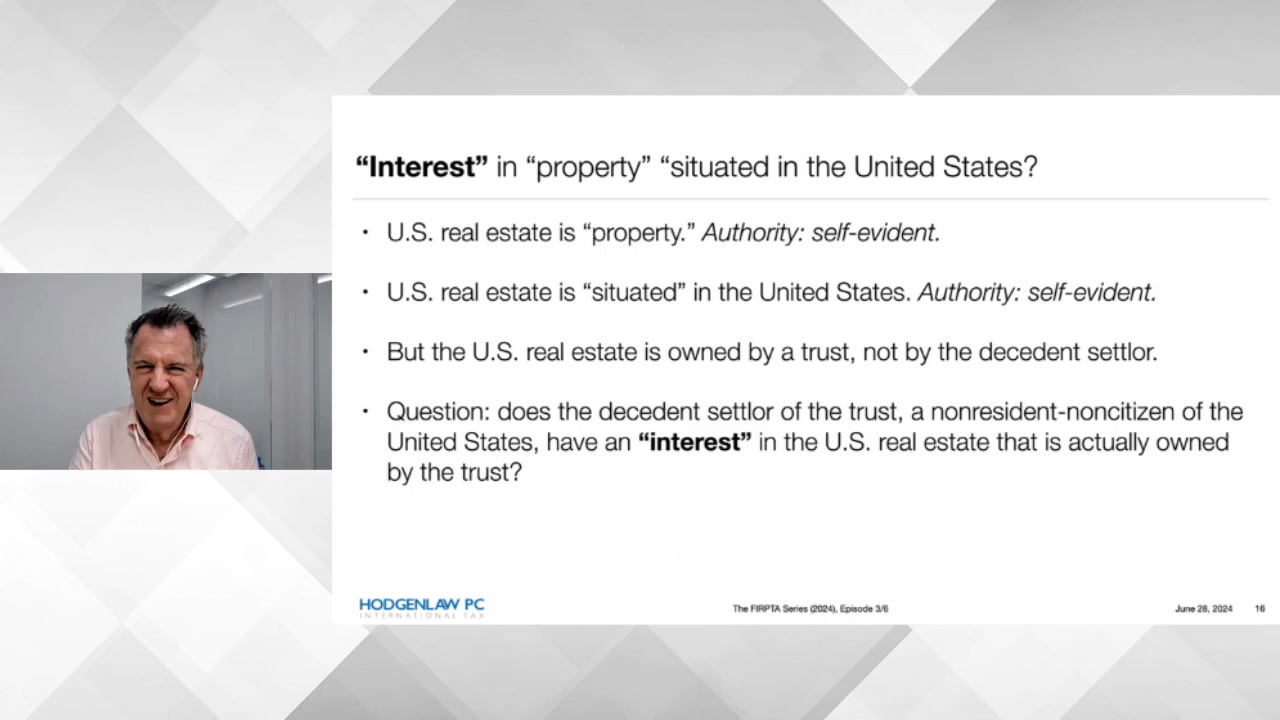 “Interest” in “property” “situated in the United States?
• U.S. real estate is “property.” Authority: self-evident.
• U.S. real estate is “situated” in the United States. Authority: self-evident.
• But the U.S. real estate is owned by a trust, not by the decedent settlor.
• Question: does the decedent settlor of the trust, a nonresident-noncitizen of the
United States, have an “interest” in the U.S. real estate that is actually owned
by the trust?
HODGENLAW PC
INTERNATIONAL TAX
The FIRPTA Series (2024), Episode 3/6
June 28, 2024
16